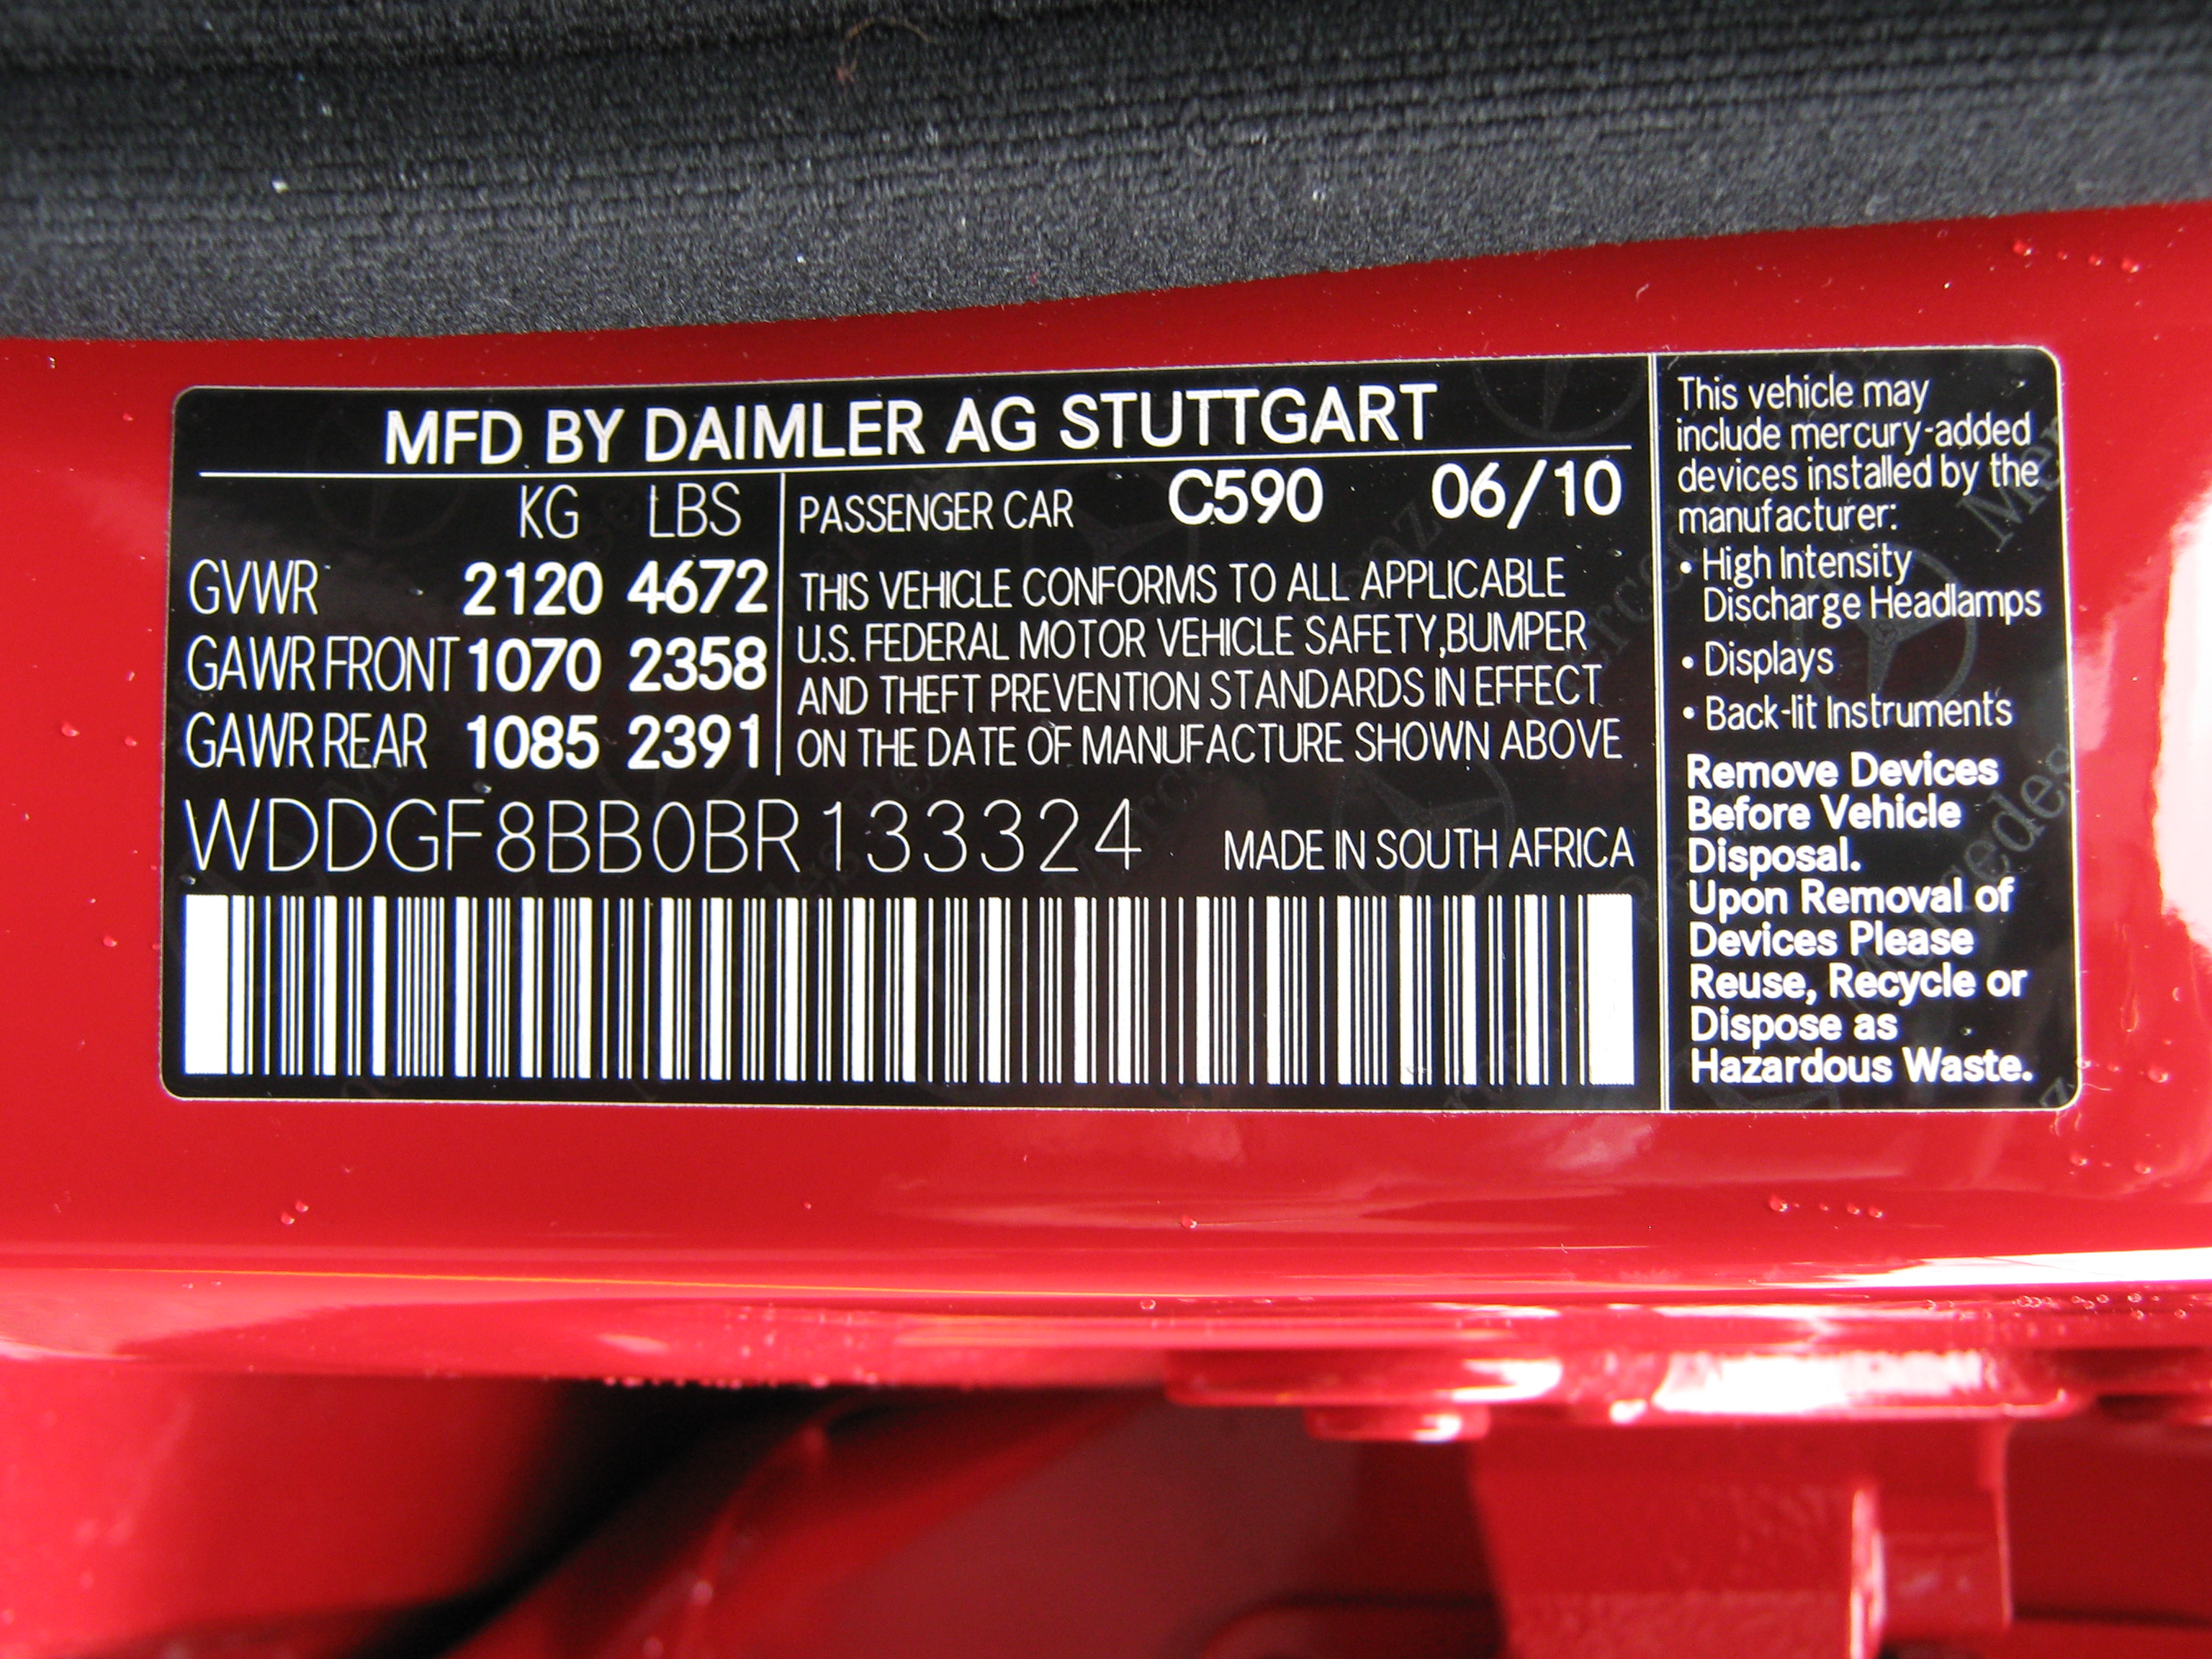 MFD BY DAIMLER AG STUTTGART
KG LBS
GVWR 2120 4672
GAWR FRONT 1070 2358
GAWR REAR 1085 2391
PASSENGER CAR C590 06/10
THIS VEHICLE CONFORMS TO ALL APPLICABLE
U.S. FEDERAL MOTOR VEHICLE SAFETY,BUMPER
AND THEFT PREVENTION STANDARDS IN EFFECT
ON THE DATE OF MANUFACTURE SHOWN ABOVE
WDDGF8BB0BR133324
MADE IN SOUTH AFRICA
This vehicle may
include mercury-added
devices installed by the
manufacturer:
• High Intensity
Discharge Headlamps
• Displays
• Back-lit Instruments
Remove Devices
Before Vehicle
Disposal.
Upon Removal of
Devices Please
Reuse, Recycle or
Dispose as
Hazardous Waste.